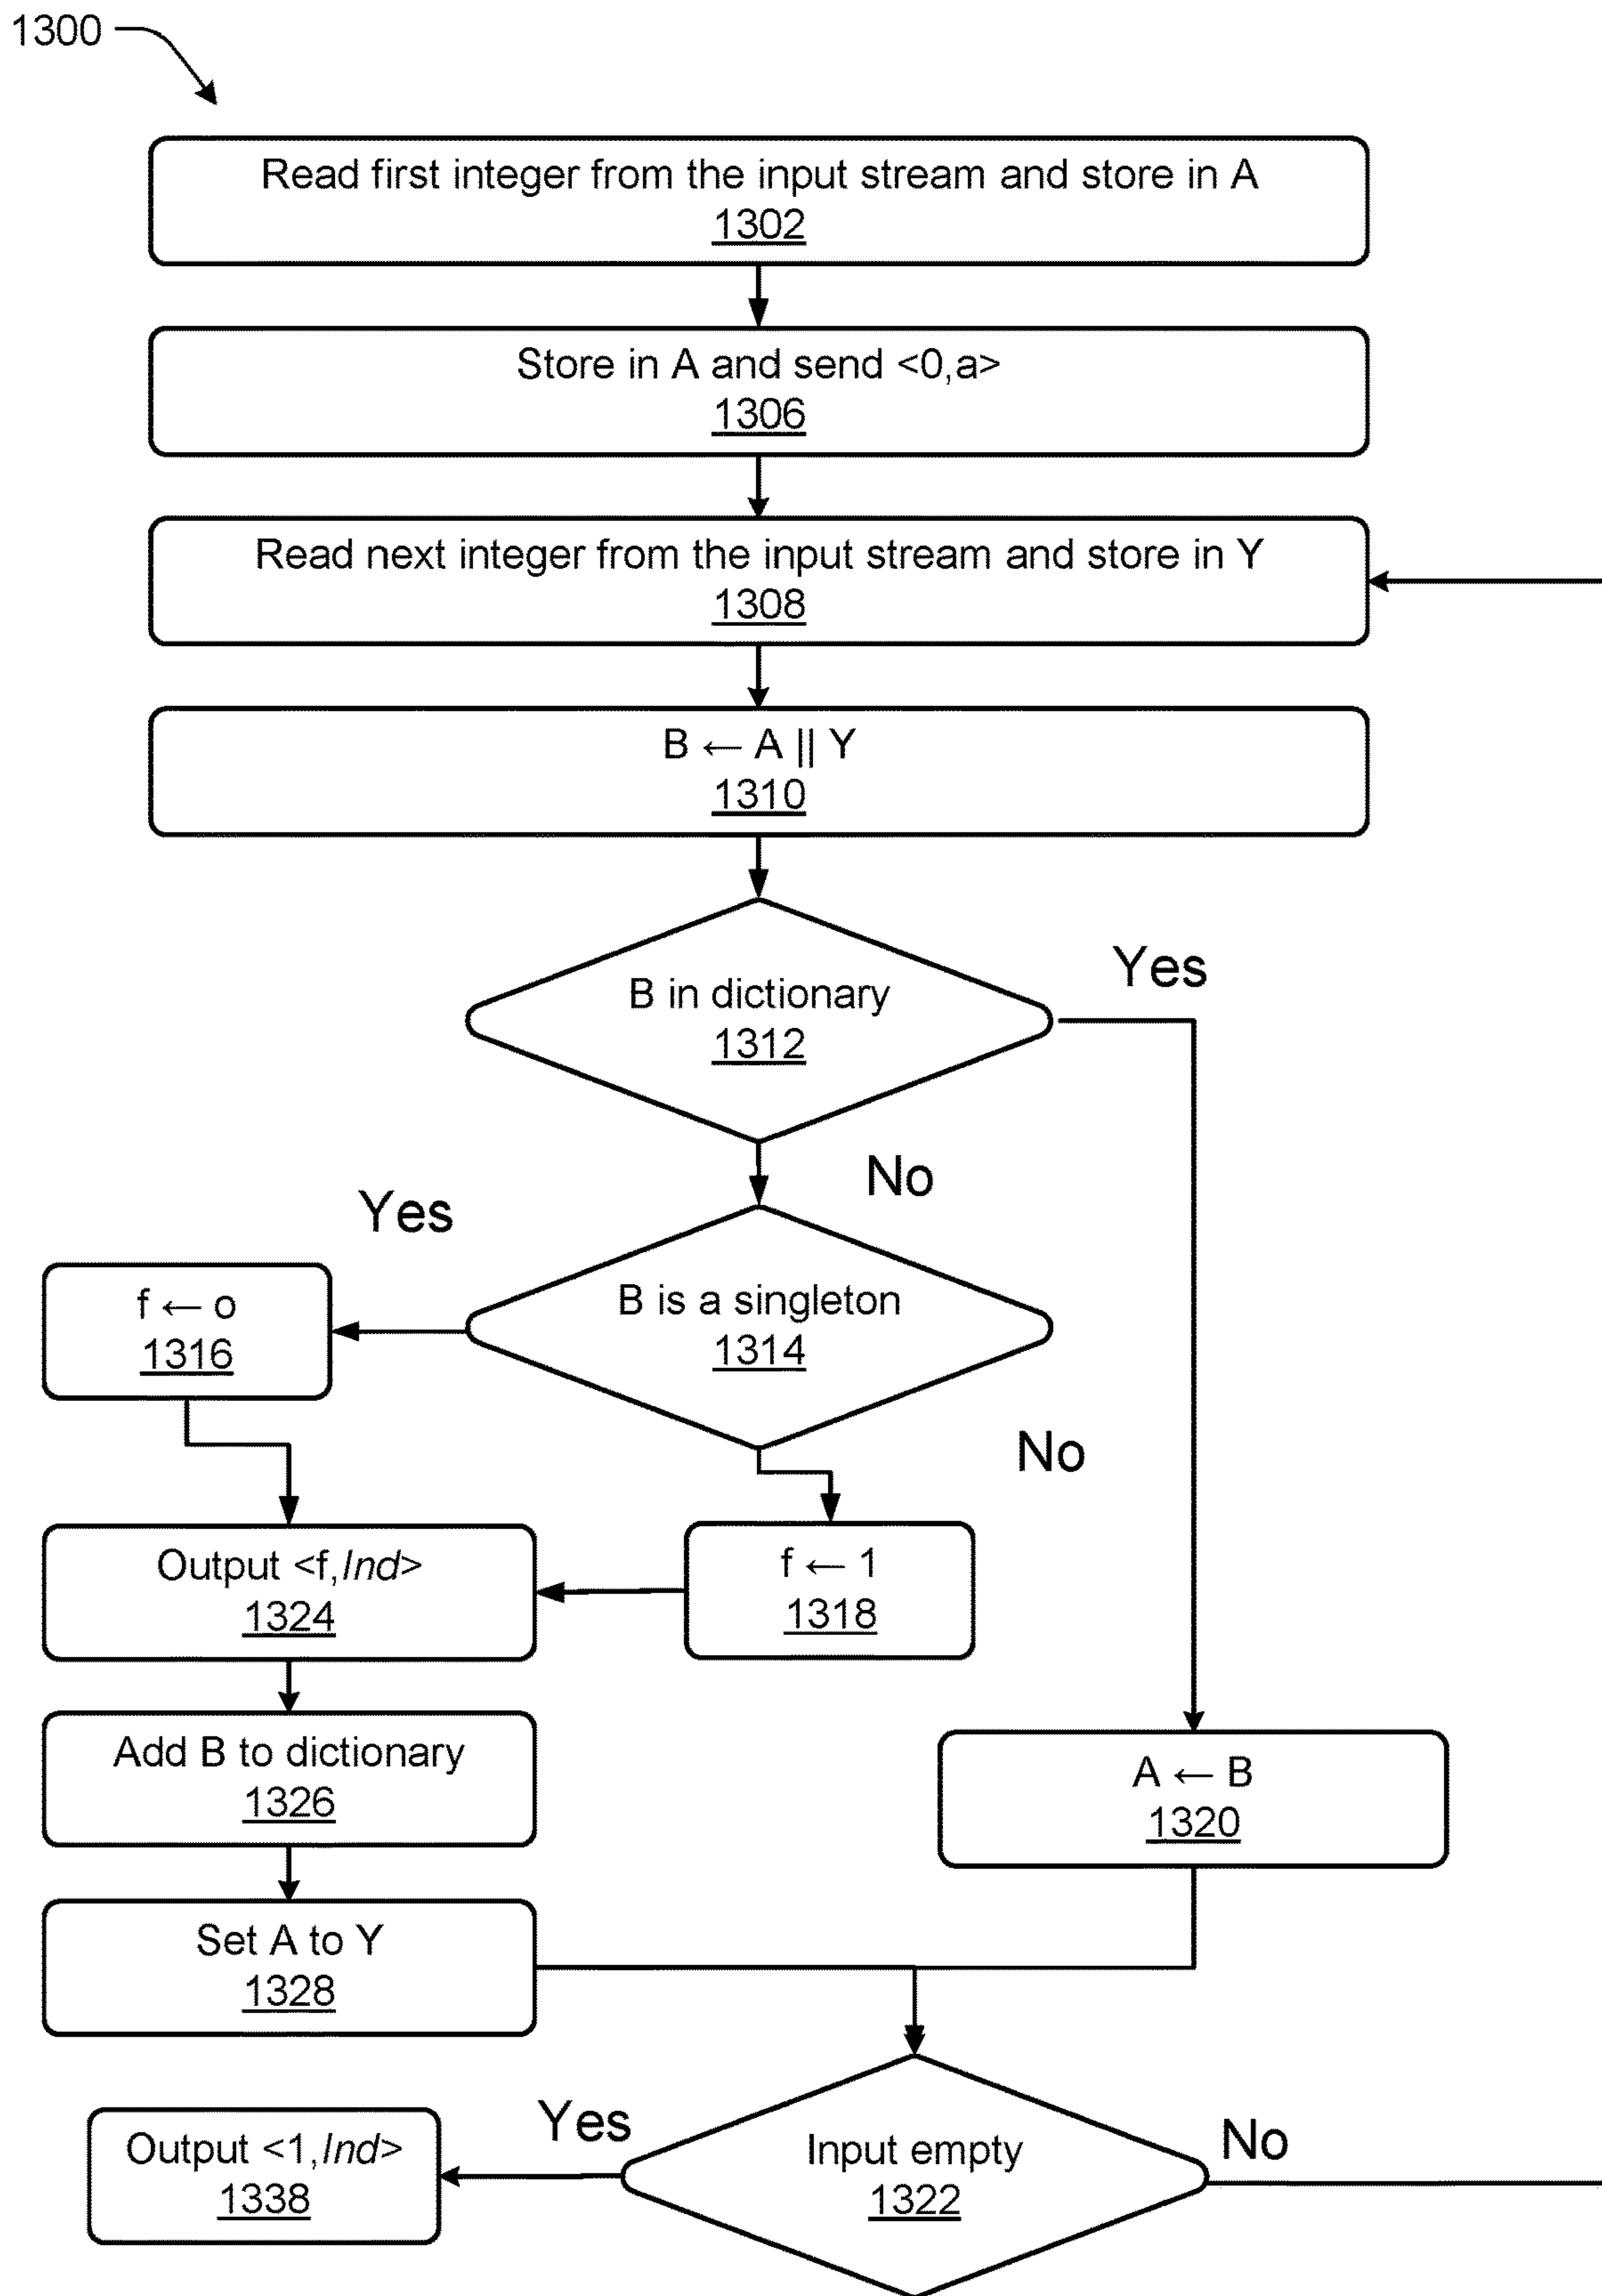 1300
Read first integer from the input stream and store in A
1302
Store in A and send <0,a>
1306
Read next integer from the input stream and store in Y
1308
B ← A || Y
1310
B in dictionary
1312
Yes
No
Yes
B is a singleton
1314
f ← o
1316
No
Output <f,Ind>
1324
f ← 1
1318
Add B to dictionary
1326
A ← B
1320
Set A to Y
1328
Yes
No
Output <1,Ind>
1338
Input empty
1322